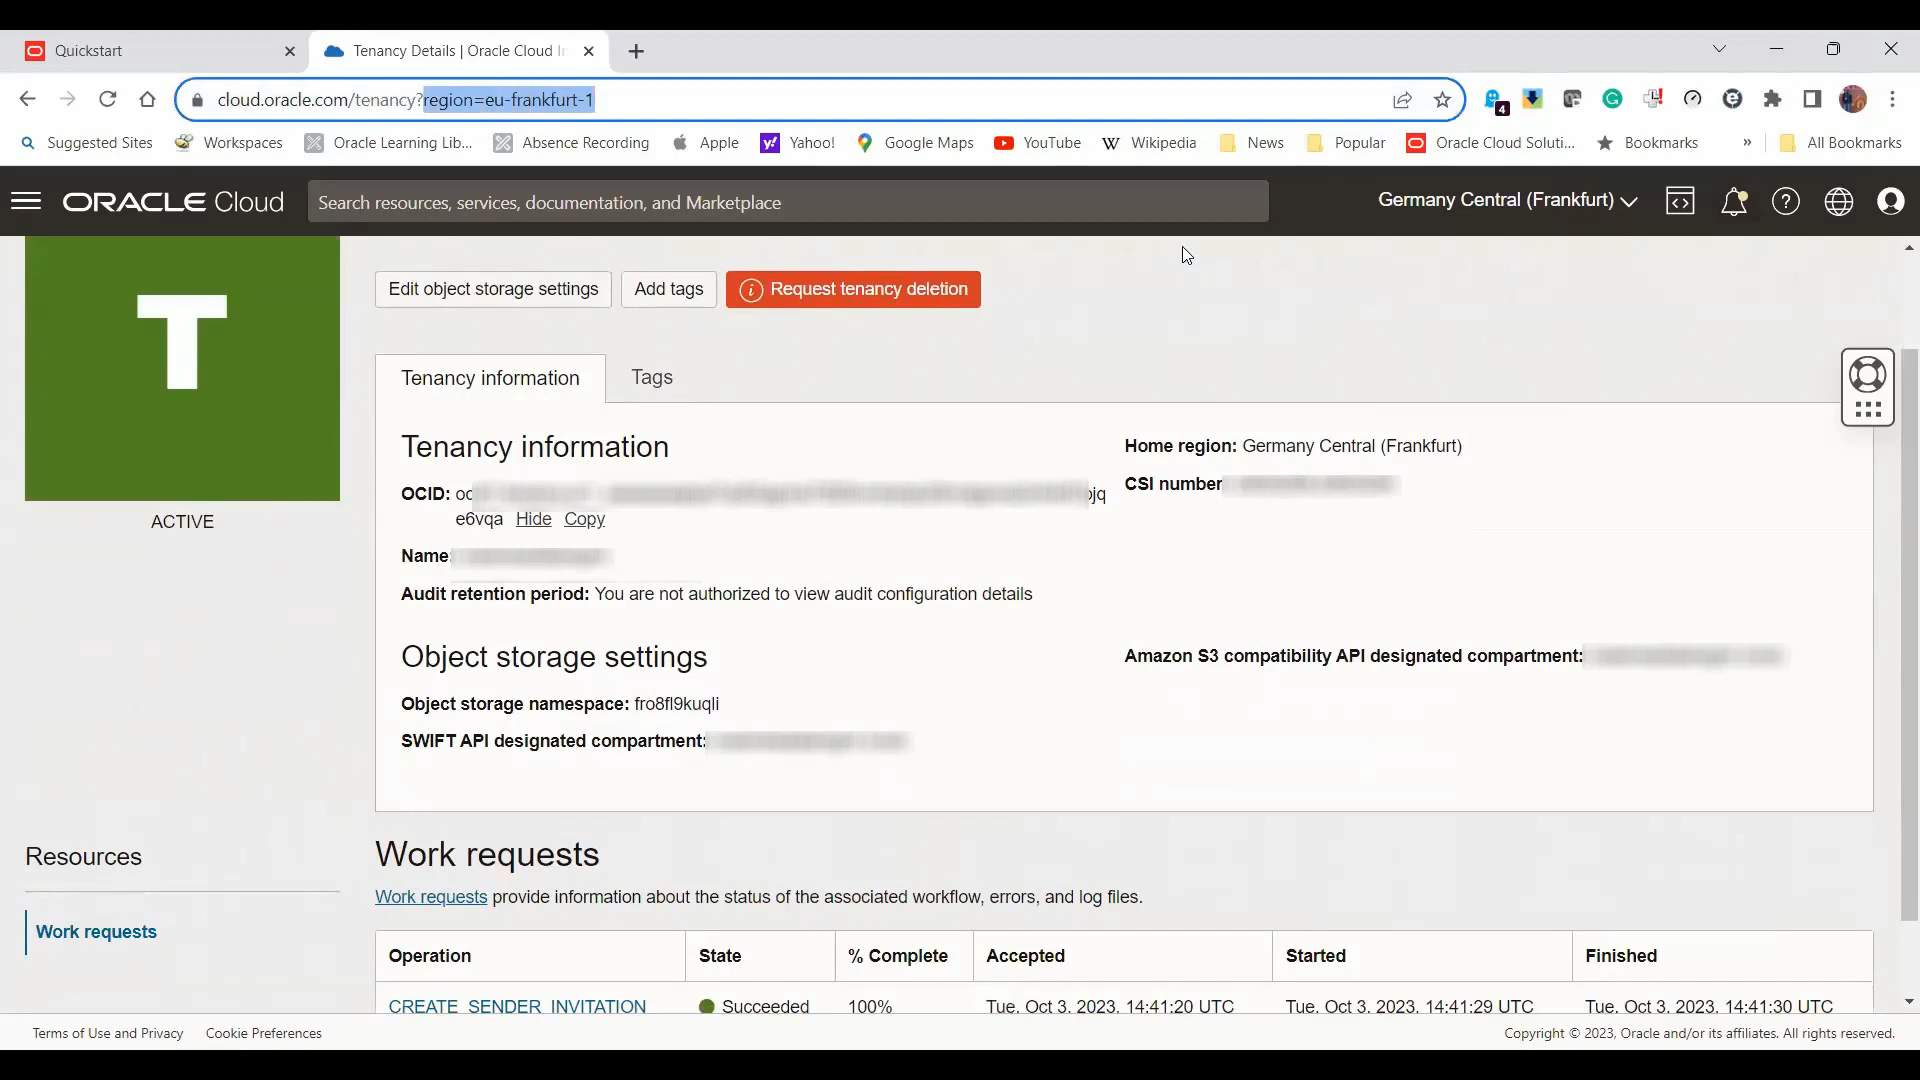 Quickstart
Tenancy Details | Oracle Cloud In
cloud.oracle.com/tenancy?region=eu-frankfurt-1
4
Suggested Sites
Workspaces
Oracle Learning Lib...
Absence Recording
Apple
Yahoo!
Google Maps
YouTube
W Wikipedia
News
Popular
Oracle Cloud Soluti...
Bookmarks
»
All Bookmarks
ORACLE Cloud
Search resources, services, documentation, and Marketplace
Germany Central (Frankfurt)
T
ACTIVE
Edit object storage settings
Add tags
Request tenancy deletion
Tenancy information
Tags
Tenancy information
OCID: oc
jq
e6vqa Hide Copy
Name:
Audit retention period: You are not authorized to view audit configuration details
Home region: Germany Central (Frankfurt)
CSI number
Object storage settings
Object storage namespace: fro8fl9kuqli
SWIFT API designated compartment:
Amazon S3 compatibility API designated compartment:
Resources
Work requests
Work requests
Work requests provide information about the status of the associated workflow, errors, and log files.
Operation State % Complete Accepted Started Finished
CREATE_SENDER_INVITATION Succeeded 100% Tue, Oct 3, 2023, 14:41:20 UTC Tue, Oct 3, 2023, 14:41:29 UTC Tue, Oct 3, 2023, 14:41:30 UTC
Terms of Use and Privacy Cookie Preferences
Copyright © 2023, Oracle and/or its affiliates. All rights reserved.